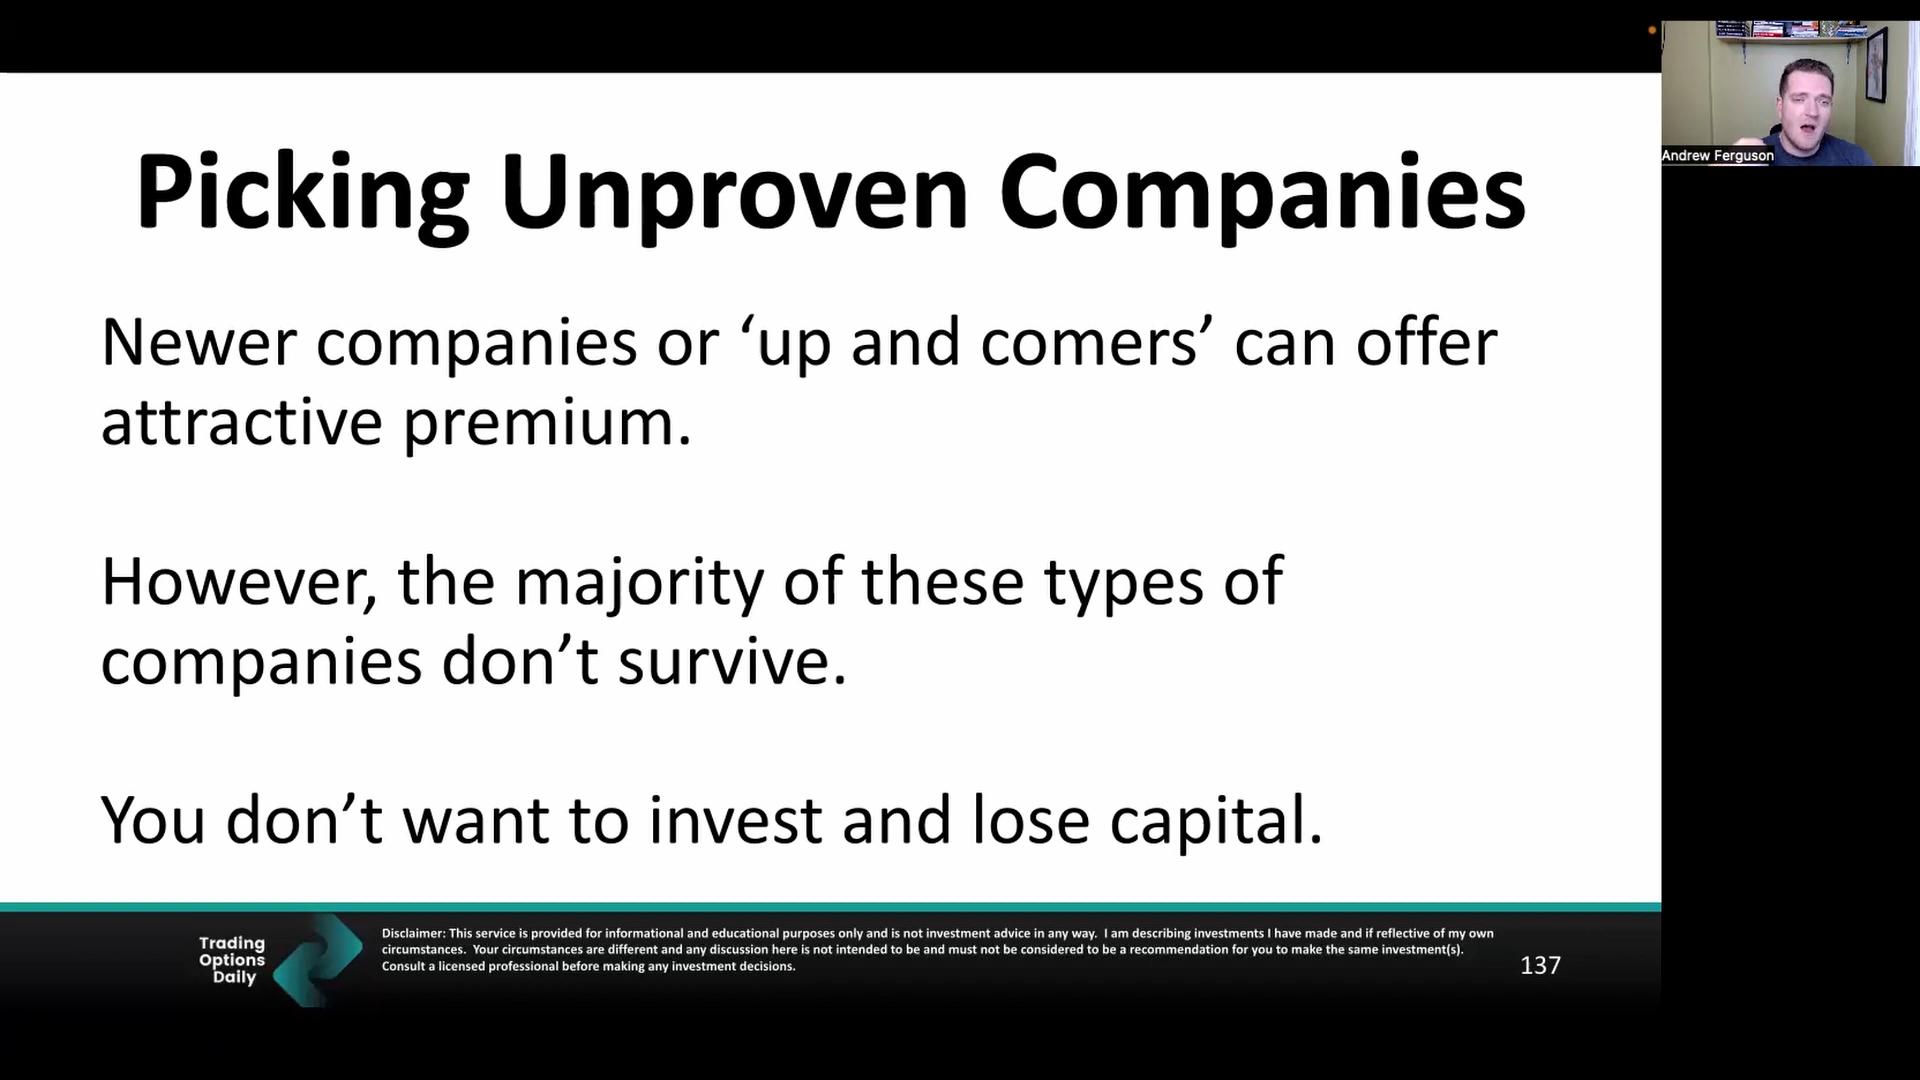 Picking Unproven Companies
Newer companies or ‘up and comers’ can offer
attractive premium.
However, the majority of these types of
companies don’t survive.
You don’t want to invest and lose capital.
Trading
Options
Daily
Disclaimer: This service is provided for informational and educational purposes only and is not investment advice in any way.  I am describing investments I have made and if reflective of my own
circumstances.  Your circumstances are different and any discussion here is not intended to be and must not be considered to be a recommendation for you to make the same investment(s).
Consult a licensed professional before making any investment decisions.
137
Andrew Ferguson